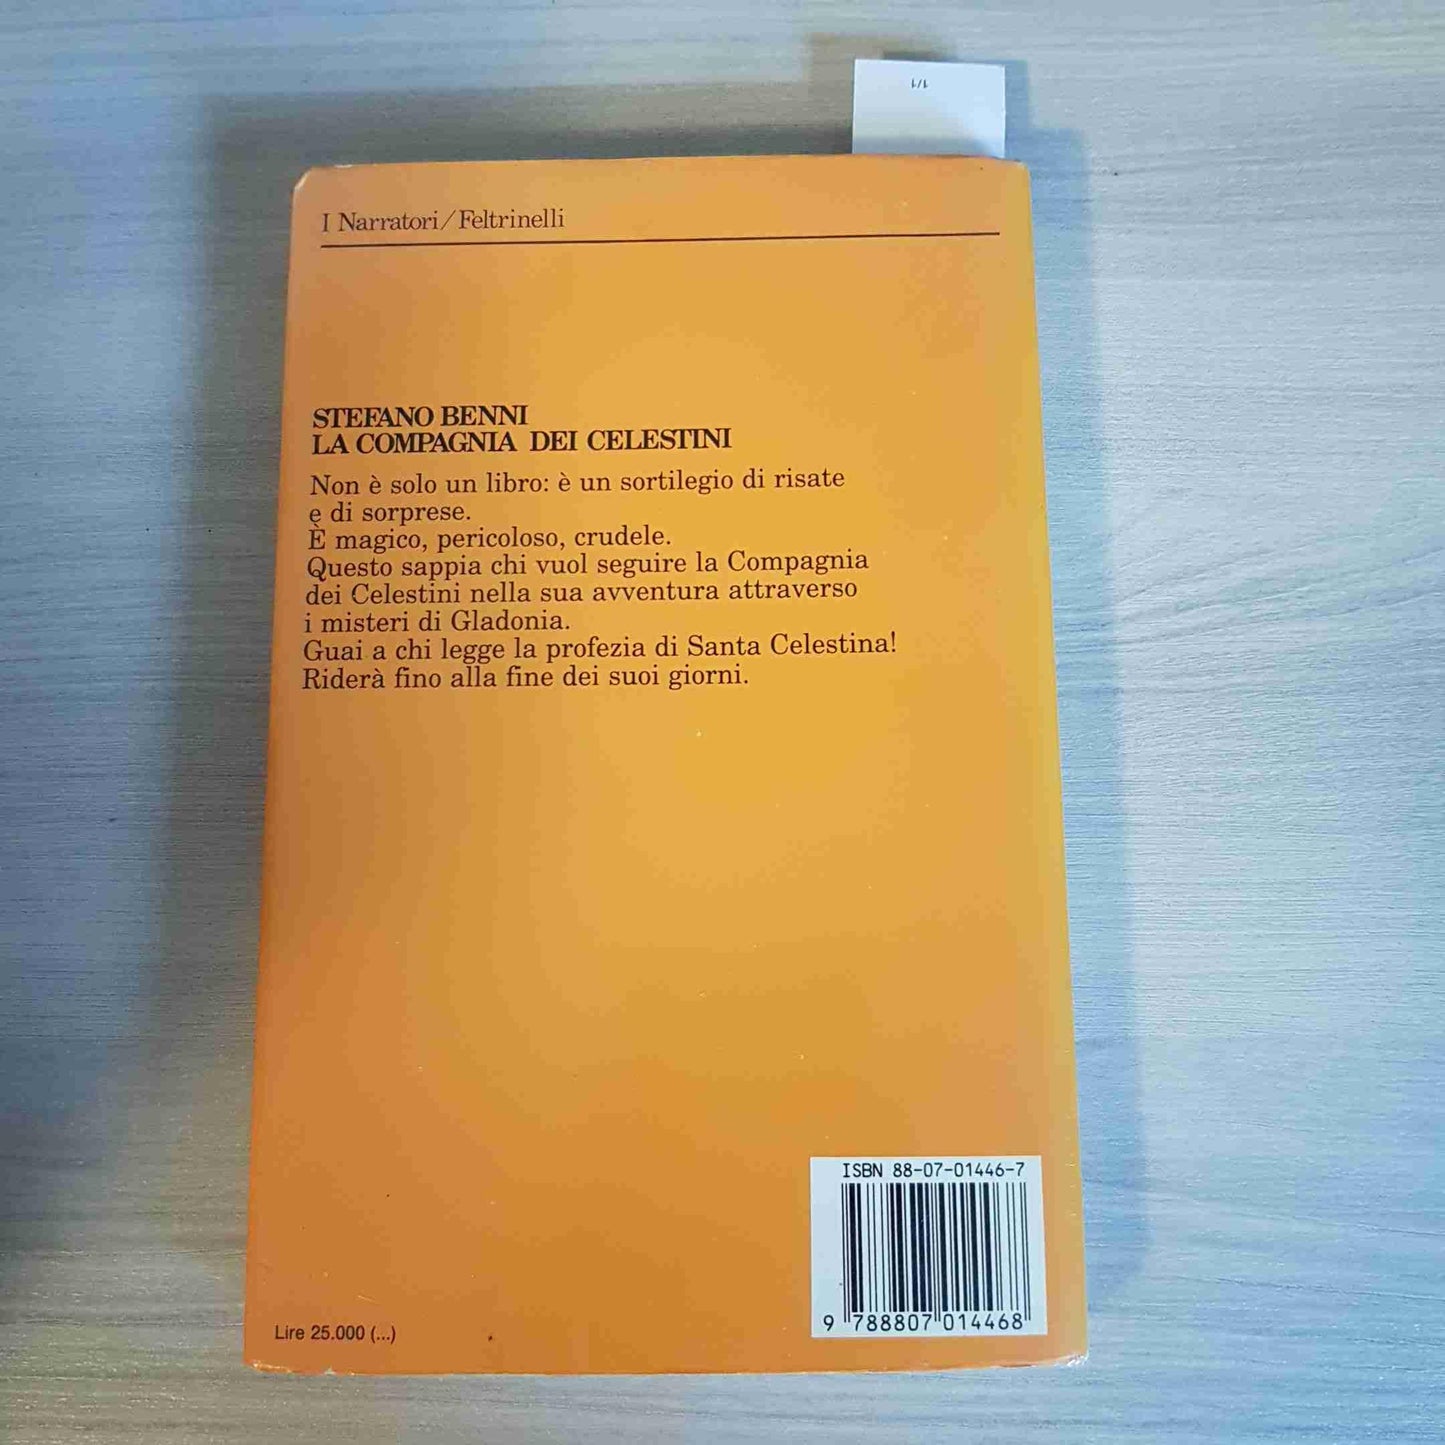 1/1
I Narratori/Feltrinelli
STEFANO BENNI
LA COMPAGNIA DEI CELESTINI
Non è solo un libro: è un sortilegio di risate
e di sorprese.
È magico, pericoloso, crudele.
Questo sappia chi vuol seguire la Compagnia
dei Celestini nella sua avventura attraverso
i misteri di Gladonia.
Guai a chi legge la profezia di Santa Celestina!
Riderà fino alla fine dei suoi giorni.
ISBN 88-07-01446-7
9 788807 014468
Lire 25.000 (...)